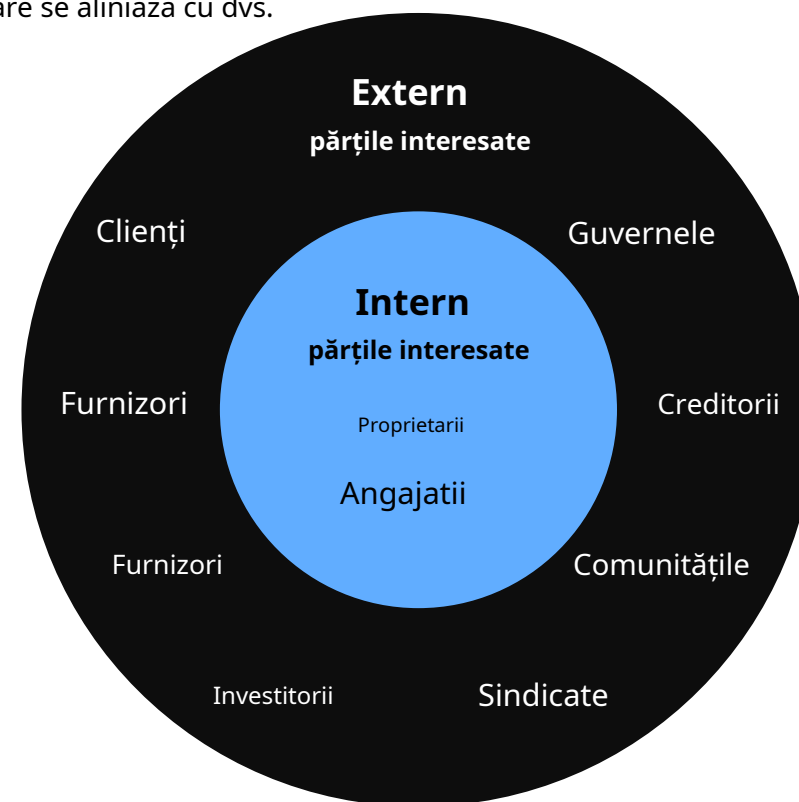 are se aliniază cu dvs.
Extern
părțile interesate
Clienți
Guvernele
Intern
părțile interesate
Furnizori
Creditorii
Proprietarii
Angajatii
Furnizori
Comunitățile
Investitorii
Sindicate